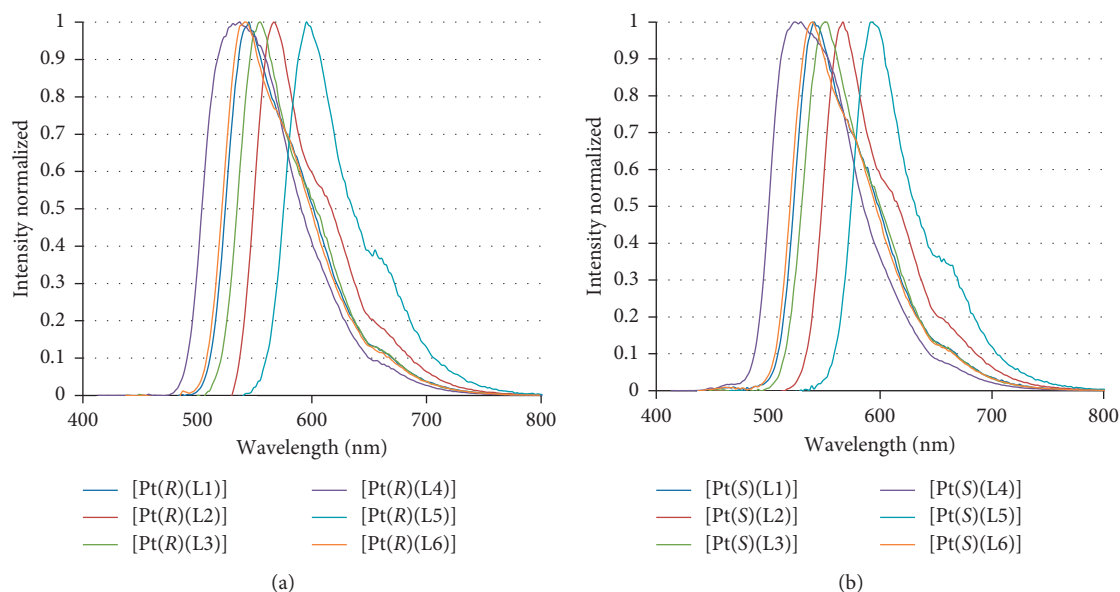 1
0.9
0.8
0.7
0.6
0.5
0.4
0.3
0.2
0.1
0
Intensity normalized
400 500 600 700 800
Wavelength (nm)
[Pt(R)(L1)] [Pt(R)(L4)]
[Pt(R)(L2)] [Pt(R)(L5)]
[Pt(R)(L3)] [Pt(R)(L6)]
(a)
1
0.9
0.8
0.7
0.6
0.5
0.4
0.3
0.2
0.1
0
Intensity normalized
400 500 600 700 800
Wavelength (nm)
[Pt(S)(L1)] [Pt(S)(L4)]
[Pt(S)(L2)] [Pt(S)(L5)]
[Pt(S)(L3)] [Pt(S)(L6)]
(b)